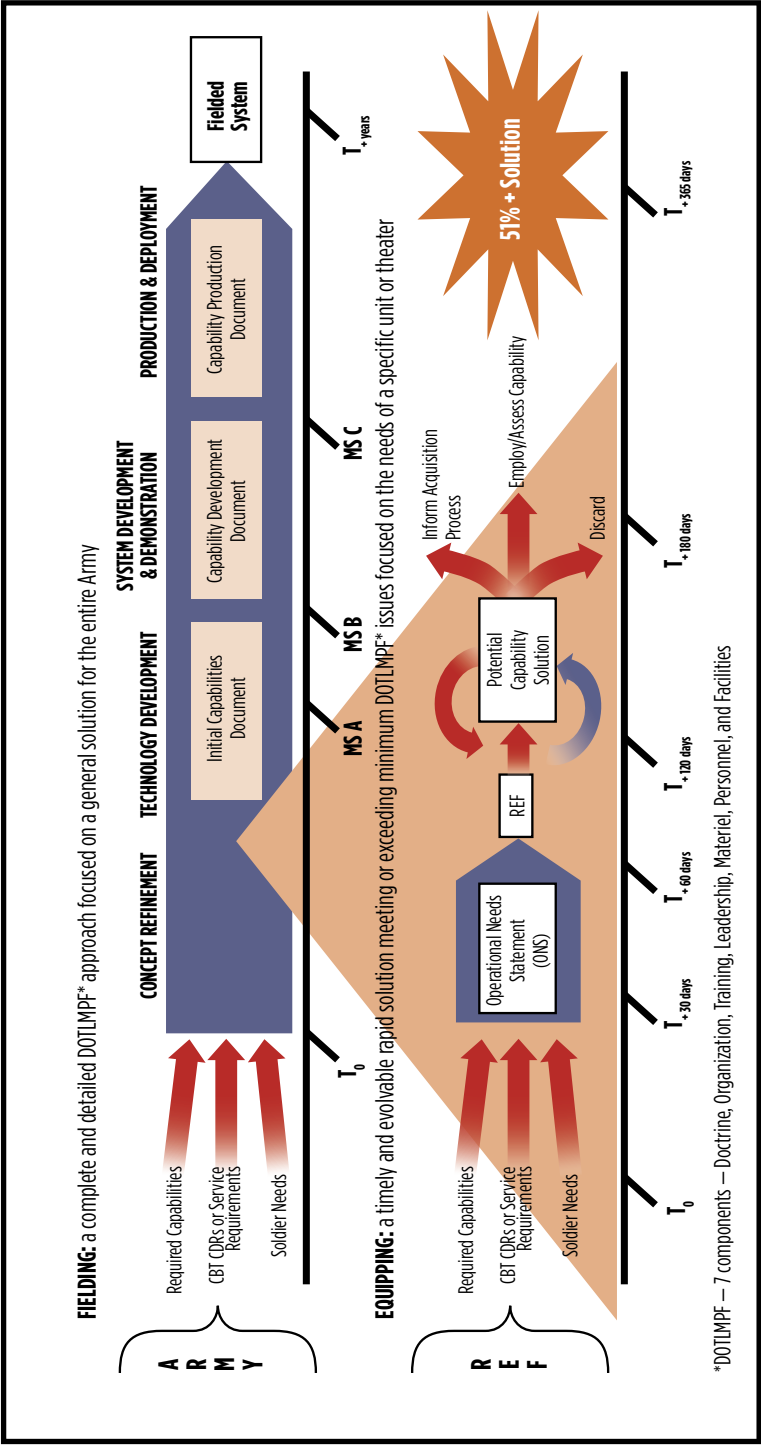 FIELDING: a complete and detailed DOTLMPF* approach focused on a general solution for the entire Army
A
R
M
Y
Required Capabilities
CBT CDRs or Service
Requirements
Soldier Needs
CONCEPT REFINEMENT
TECHNOLOGY DEVELOPMENT
SYSTEM DEVELOPMENT
& DEMONSTRATION
PRODUCTION & DEPLOYMENT
Initial Capabilities
Document
Capability Development
Document
Capability Production
Document
Fielded
System
T0
MS A
MS B
MS C
T+ years
EQUIPPING: a timely and evolvable rapid solution meeting or exceeding minimum DOTLMPF* issues focused on the needs of a specific unit or theater
R
E
F
Required Capabilities
CBT CDRs or Service
Requirements
Soldier Needs
Operational Needs
Statement
(ONS)
REF
Potential
Capability
Solution
Inform Acquisition
Process
Employ/Assess Capability
Discard
51% + Solution
T0
T+ 30 days
T+ 60 days
T+120 days
T+180 days
T+ 365 days
*DOTLMPF — 7 components — Doctrine, Organization, Training, Leadership, Materiel, Personnel, and Facilities